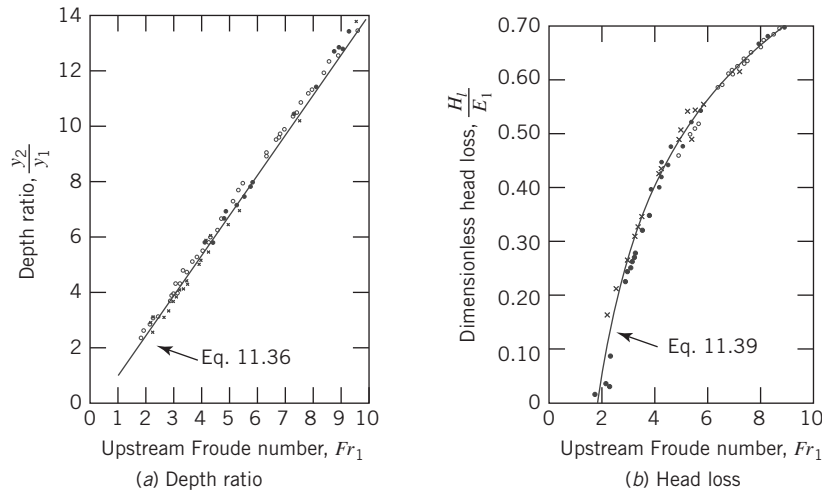 14
12
10
8
6
4
2
0
Depth ratio, y2/y1
Eq. 11.36
0 1 2 3 4 5 6 7 8 9 10
Upstream Froude number, Fr1
(a) Depth ratio
0.70
0.60
0.50
0.40
0.30
0.20
0.10
0
Dimensionless head loss, Hl/E1
Eq. 11.39
0 2 4 6 8 10
Upstream Froude number, Fr1
(b) Head loss